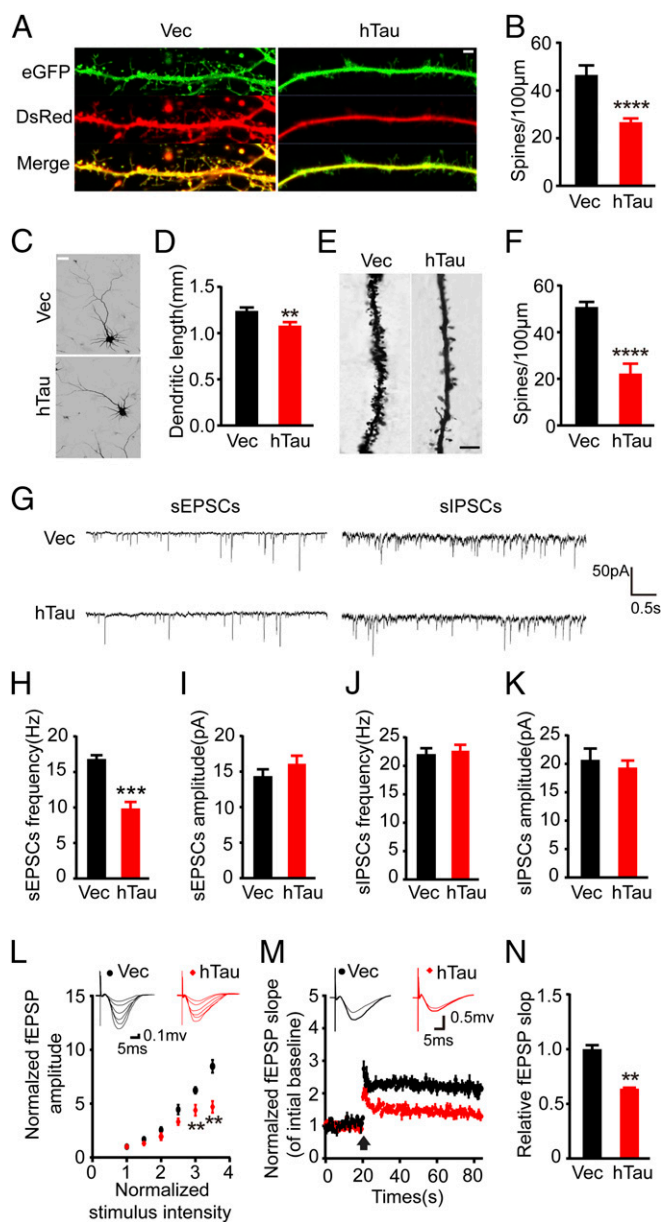 A
Vec
hTau
eGFP
DsRed
Merge
B
Spines/100µm
60
40
20
0
****
Vec hTau
C
Vec
hTau
D
Dendritic length(mm)
1.5
1.0
0.5
0.0
**
Vec hTau
E
Vec
hTau
F
Spines/100µm
60
40
20
0
****
Vec hTau
G
sEPSCs
sIPSCs
Vec
hTau
50pA
0.5s
H
sEPSCs frequency(Hz)
20
15
10
5
0
***
Vec hTau
I
sEPSCs amplitude(pA)
25
20
15
10
5
0
Vec hTau
J
sIPSCs frequency(Hz)
25
20
15
10
5
0
Vec hTau
K
sIPSCs amplitude(pA)
25
20
15
10
5
0
Vec hTau
L
Vec
hTau
Normalzed fEPSP
amplitude
15
10
5
0
0.1mv
5ms
**
**
0 1 2 3 4
Normalized
stimulus intensity
M
Vec
hTau
Normalzed fEPSP slope
(of intial baseline)
5
4
3
2
1
0
0.5mv
5ms
0 20 40 60 80
Times(s)
N
Relative fEPSP slop
1.5
1.0
0.5
0.0
**
Vec hTau